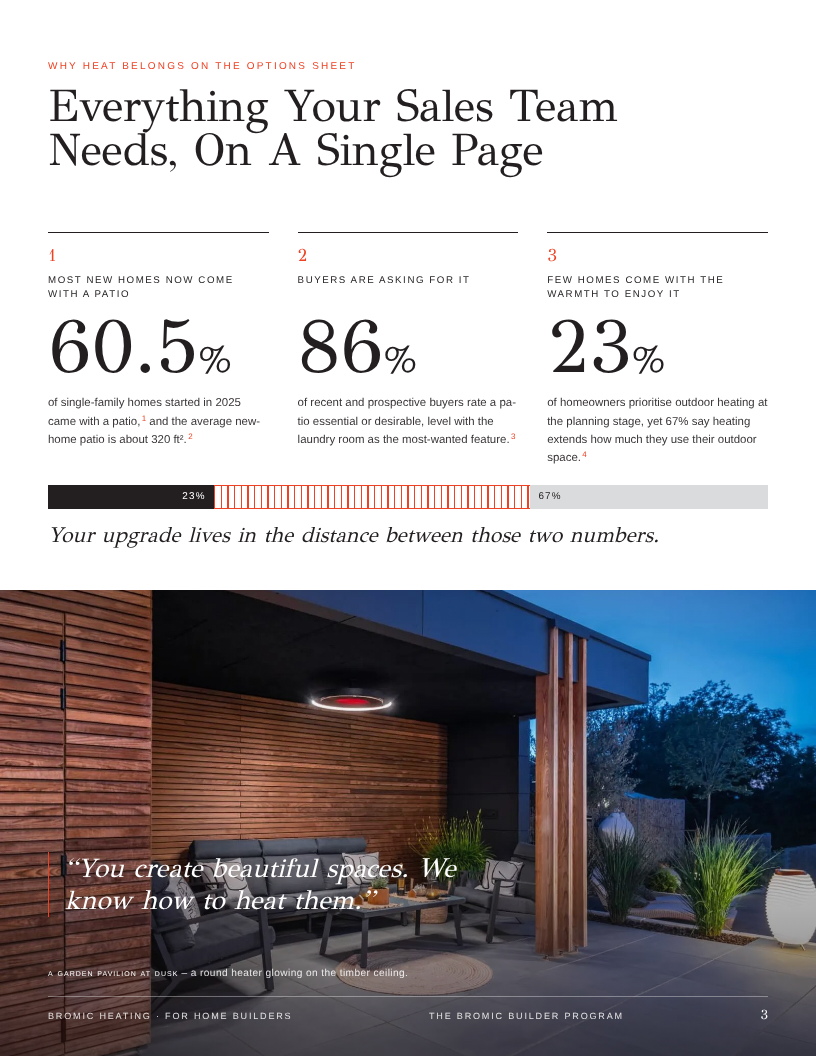 WHY HEAT BELONGS ON THE OPTIONS SHEET
Everything Your Sales Team
Needs, On A Single Page
1
MOST NEW HOMES NOW COME
WITH A PATIO
60.5%
of single-family homes started in 2025
came with a patio,1 and the average new-
home patio is about 320 ft².2
2
BUYERS ARE ASKING FOR IT
86%
of recent and prospective buyers rate a pa-
tio essential or desirable, level with the
laundry room as the most-wanted feature.3
3
FEW HOMES COME WITH THE
WARMTH TO ENJOY IT
23%
of homeowners prioritise outdoor heating at
the planning stage, yet 67% say heating
extends how much they use their outdoor
space.4
23%
67%
Your upgrade lives in the distance between those two numbers.
“You create beautiful spaces. We
know how to heat them.”
A GARDEN PAVILION AT DUSK – a round heater glowing on the timber ceiling.
BROMIC HEATING · FOR HOME BUILDERS
THE BROMIC BUILDER PROGRAM
3